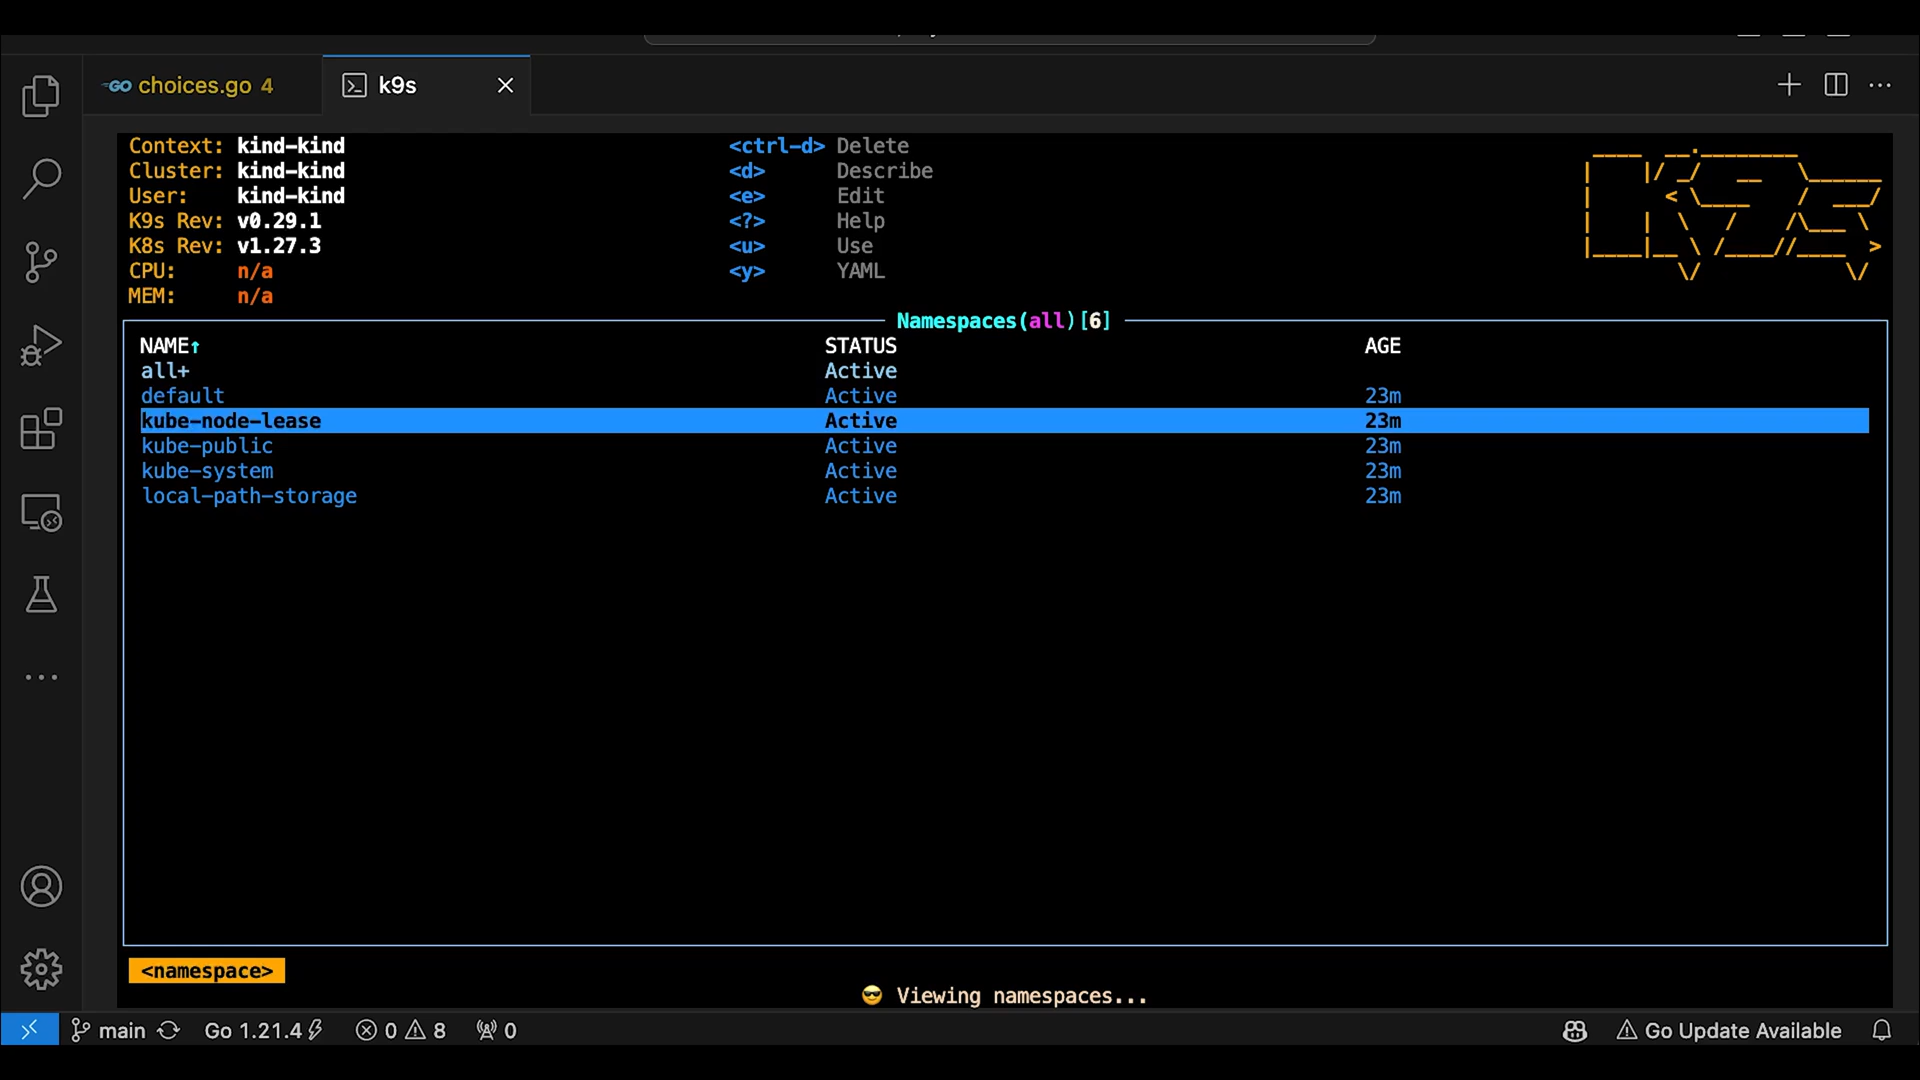 choices.go 4
k9s
Context: kind-kind
Cluster: kind-kind
User: kind-kind
K9s Rev: v0.29.1
K8s Rev: v1.27.3
CPU: n/a
MEM: n/a
<ctrl-d> Delete
<d> Describe
<e> Edit
<?> Help
<u> Use
<y> YAML
Namespaces(all)[6]
NAME↑ STATUS AGE
all+ Active
default Active 23m
kube-node-lease Active 23m
kube-public Active 23m
kube-system Active 23m
local-path-storage Active 23m
<namespace>
😎 Viewing namespaces...
main Go 1.21.4 0 8 0 Go Update Available